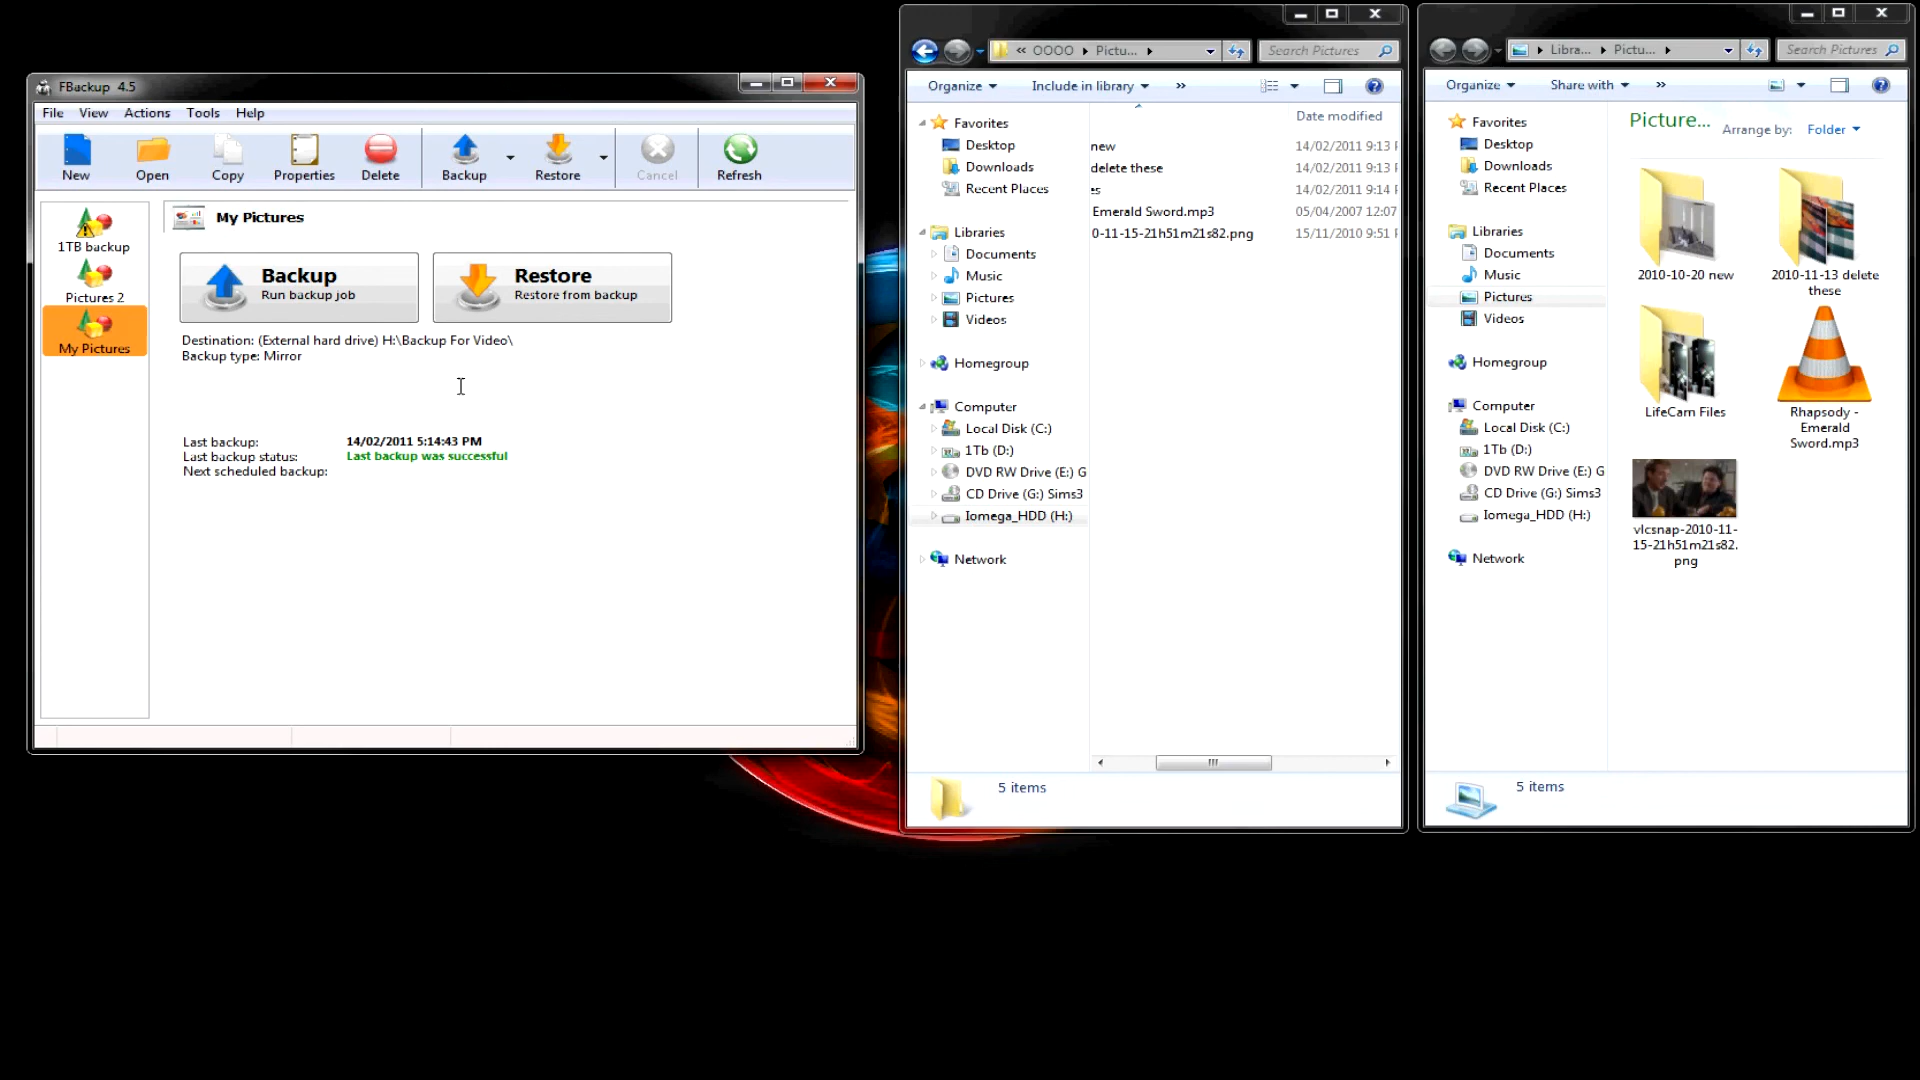 FBackup 4.5
File View Actions Tools Help
New Open Copy Properties Delete Backup Restore Cancel Refresh
1TB backup
Pictures 2
My Pictures
My Pictures
Backup
Run backup job
Restore
Restore from backup
Destination: (External hard drive) H:\Backup For Video\
Backup type: Mirror
Last backup: 14/02/2011 5:14:43 PM
Last backup status: Last backup was successful
Next scheduled backup:
« OOOO Pictu... Search Pictures
Organize Include in library »
Date modified
Favorites
Desktop
Downloads
Recent Places
Libraries
Documents
Music
Pictures
Videos
Homegroup
Computer
Local Disk (C:)
1Tb (D:)
DVD RW Drive (E:) G
CD Drive (G:) Sims3
Iomega_HDD (H:)
Network
new 14/02/2011 9:13
delete these 14/02/2011 9:13
es 14/02/2011 9:14
Emerald Sword.mp3 05/04/2007 12:07
0-11-15-21h51m21s82.png 15/11/2010 9:51
5 items
Libra... Pictu... Search Pictures
Organize Share with »
Favorites
Desktop
Downloads
Recent Places
Libraries
Documents
Music
Pictures
Videos
Homegroup
Computer
Local Disk (C:)
1Tb (D:)
DVD RW Drive (E:) G
CD Drive (G:) Sims3
Iomega_HDD (H:)
Network
Picture...
Arrange by: Folder
2010-10-20 new
2010-11-13 delete
these
LifeCam Files
Rhapsody -
Emerald
Sword.mp3
vlcsnap-2010-11-
15-21h51m21s82.
png
5 items